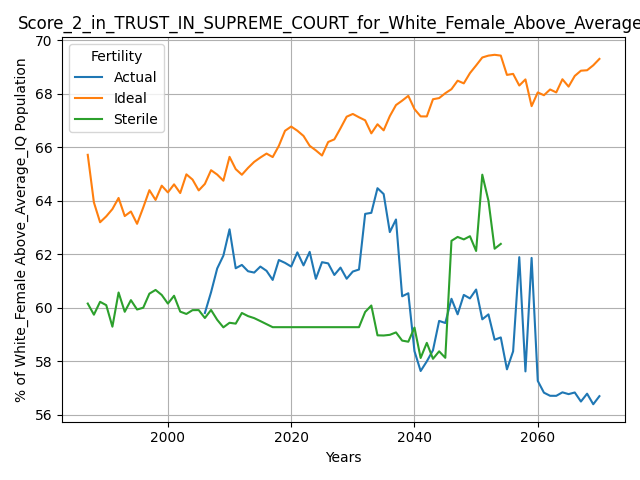 Score_2_in_TRUST_IN_SUPREME_COURT_for_White_Female_Above_Average
70
68
66
64
62
60
58
56
% of White_Female Above_Average_IQ Population
Fertility
Actual
Ideal
Sterile
2000
2020
2040
2060
Years